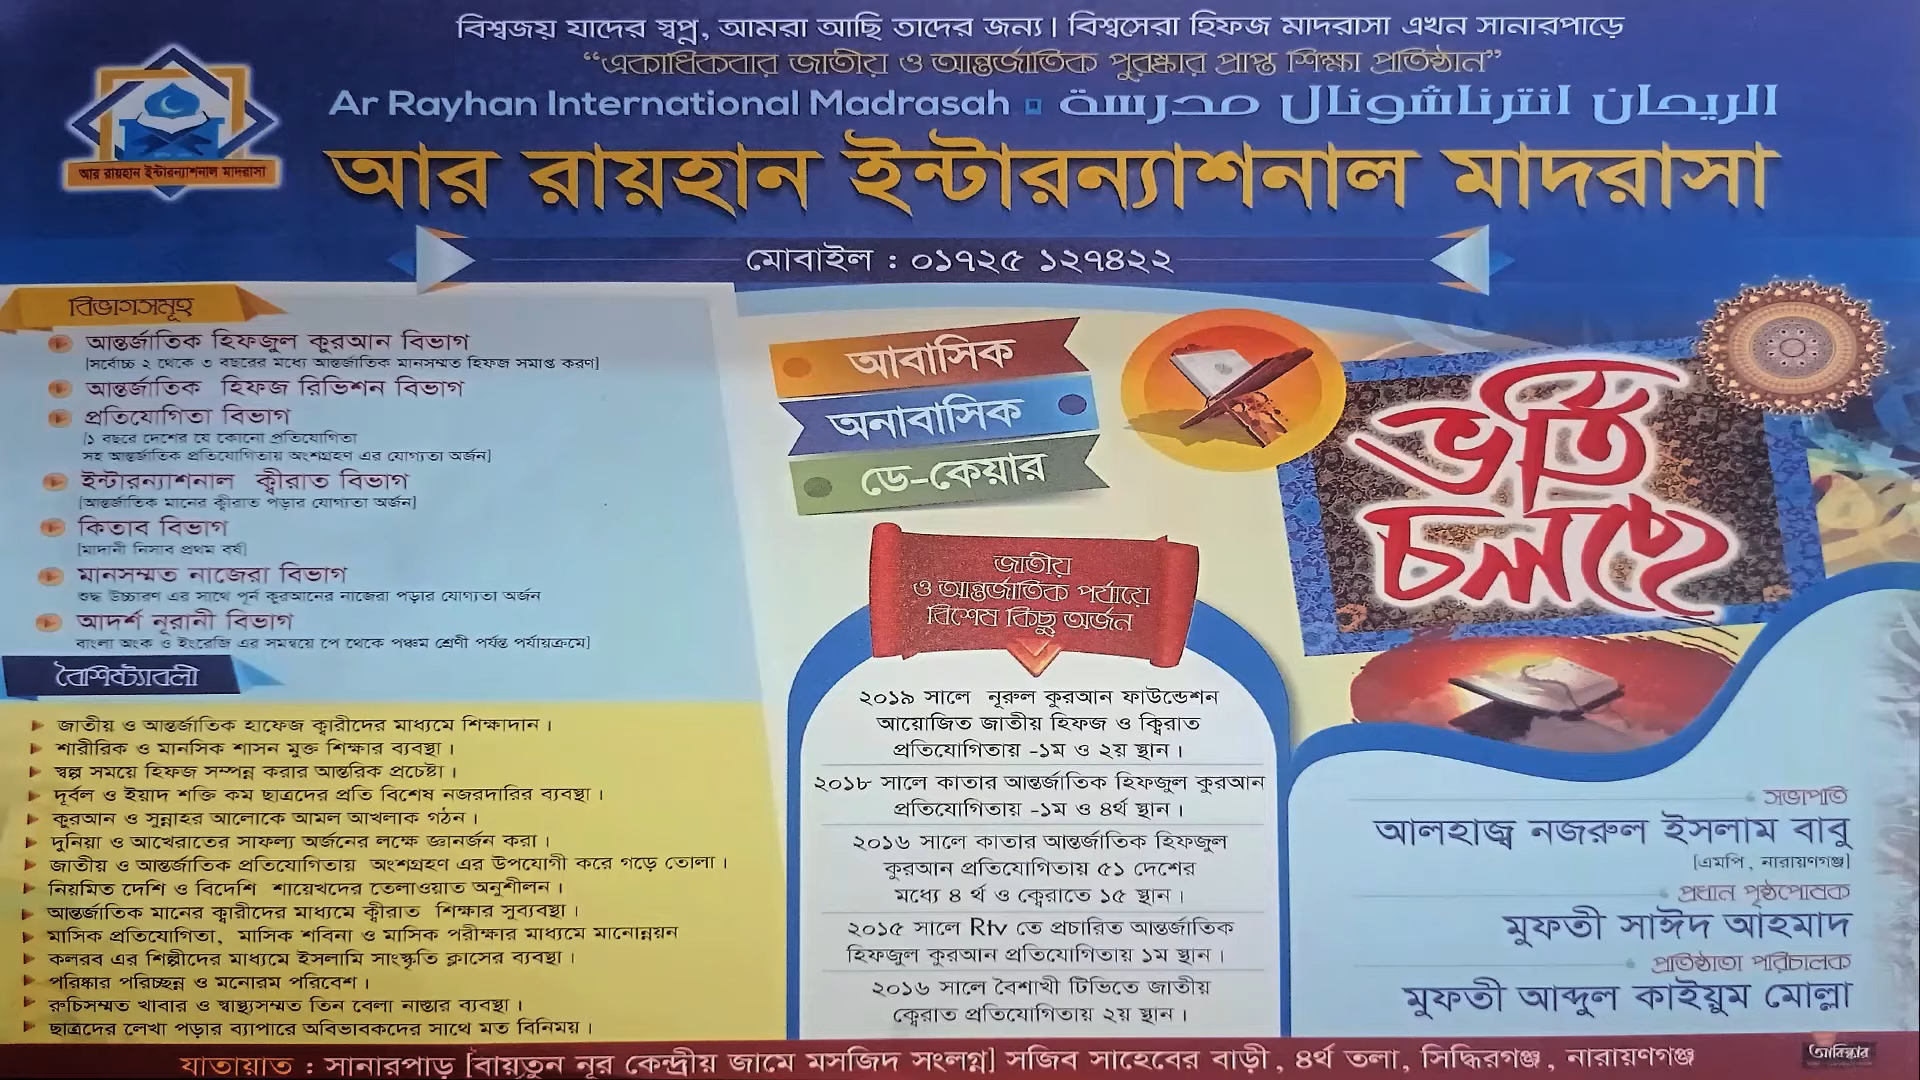 বিশ্বজয় যাদের স্বপ্ন, আমরা আছি তাদের জন্য। বিশ্বসেরা হিফজ মাদরাসা এখন সানারপাড়ে
“একাধিকবার জাতীয় ও আন্তর্জাতিক পুরষ্কার প্রাপ্ত শিক্ষা প্রতিষ্ঠান”
Ar Rayhan International Madrasah الريحان انترناشونال مدرسة
আর রায়হান ইন্টারন্যাশনাল মাদরাসা
আর রায়হান ইন্টারন্যাশনাল মাদরাসা
মোবাইল : ০১৭২৫ ১২৭৪২২
বিভাগসমূহ
আন্তর্জাতিক হিফজুল কুরআন বিভাগ
[সর্বোচ্চ ২ থেকে ৩ বছরের মধ্যে আন্তর্জাতিক মানসম্মত হিফজ সমাপ্ত করণ]
আন্তর্জাতিক হিফজ রিভিশন বিভাগ
প্রতিযোগিতা বিভাগ
[১ বছরে দেশের যে কোনো প্রতিযোগিতা
সহ আন্তর্জাতিক প্রতিযোগিতায় অংশগ্রহণ এর যোগ্যতা অর্জন]
ইন্টারন্যাশনাল ক্বীরাত বিভাগ
[আন্তর্জাতিক মানের ক্বীরাত পড়ার যোগ্যতা অর্জন]
কিতাব বিভাগ
[মাদানী নিসাব প্রথম বর্ষ]
মানসম্মত নাজেরা বিভাগ
শুদ্ধ উচ্চারণ এর সাথে পূর্ন কুরআনের নাজেরা পড়ার যোগ্যতা অর্জন
আদর্শ নূরানী বিভাগ
বাংলা অংক ও ইংরেজি এর সমন্বয়ে পে থেকে পঞ্চম শ্রেণী পর্যন্ত পর্যায়ক্রমে]
বৈশিষ্ট্যাবলী
জাতীয় ও আন্তর্জাতিক হাফেজ ক্বারীদের মাধ্যমে শিক্ষাদান।
শারীরিক ও মানসিক শাসন মুক্ত শিক্ষার ব্যবস্থা।
স্বল্প সময়ে হিফজ সম্পন্ন করার আন্তরিক প্রচেষ্টা।
দূর্বল ও ইয়াদ শক্তি কম ছাত্রদের প্রতি বিশেষ নজরদারির ব্যবস্থা।
কুরআন ও সুন্নাহর আলোকে আমল আখলাক গঠন।
দুনিয়া ও আখেরাতের সাফল্য অর্জনের লক্ষে জ্ঞানর্জন করা।
জাতীয় ও আন্তর্জাতিক প্রতিযোগিতায় অংশগ্রহণ এর উপযোগী করে গড়ে তোলা।
নিয়মিত দেশি ও বিদেশি শায়েখদের তেলাওয়াত অনুশীলন।
আন্তর্জাতিক মানের ক্বারীদের মাধ্যমে ক্বীরাত শিক্ষার সুব্যবস্থা।
মাসিক প্রতিযোগিতা, মাসিক শবিনা ও মাসিক পরীক্ষার মাধ্যমে মানোন্নয়ন
কলরব এর শিল্পীদের মাধ্যমে ইসলামি সাংস্কৃতি ক্লাসের ব্যবস্থা।
পরিষ্কার পরিচ্ছন্ন ও মনোরম পরিবেশ।
রুচিসম্মত খাবার ও স্বাস্থ্যসম্মত তিন বেলা নাস্তার ব্যবস্থা।
ছাত্রদের লেখা পড়ার ব্যাপারে অবিভাবকদের সাথে মত বিনিময়।
আবাসিক
অনাবাসিক
ডে-কেয়ার
জাতীয়
ও আন্তর্জাতিক পর্যায়ে
বিশেষ কিছু অর্জন
২০১৯ সালে নূরুল কুরআন ফাউন্ডেশন
আয়োজিত জাতীয় হিফজ ও ক্বিরাত
প্রতিযোগিতায় -১ম ও ২য় স্থান।
২০১৮ সালে কাতার আন্তর্জাতিক হিফজুল কুরআন
প্রতিযোগিতায় -১ম ও ৪র্থ স্থান।
২০১৬ সালে কাতার আন্তর্জাতিক হিফজুল
কুরআন প্রতিযোগিতায় ৫১ দেশের
মধ্যে ৪ র্থ ও ক্বেরাতে ১৫ স্থান।
২০১৫ সালে Rtv তে প্রচারিত আন্তর্জাতিক
হিফজুল কুরআন প্রতিযোগিতায় ১ম স্থান।
২০১৬ সালে বৈশাখী টিভিতে জাতীয়
ক্বেরাত প্রতিযোগিতায় ২য় স্থান।
ভর্তি
চলছে
সভাপতি
আলহাজ্ব নজরুল ইসলাম বাবু
[এমপি, নারায়ণগঞ্জ]
প্রধান পৃষ্ঠপোষক
মুফতী সাঈদ আহমাদ
প্রতিষ্ঠাতা পরিচালক
মুফতী আব্দুল কাইয়ুম মোল্লা
যাতায়াত : সানারপাড় [বায়তুন নূর কেন্দ্রীয় জামে মসজিদ সংলগ্ন] সজিব সাহেবের বাড়ী, ৪র্থ তলা, সিদ্ধিরগঞ্জ, নারায়ণগঞ্জ
আবিষ্কার